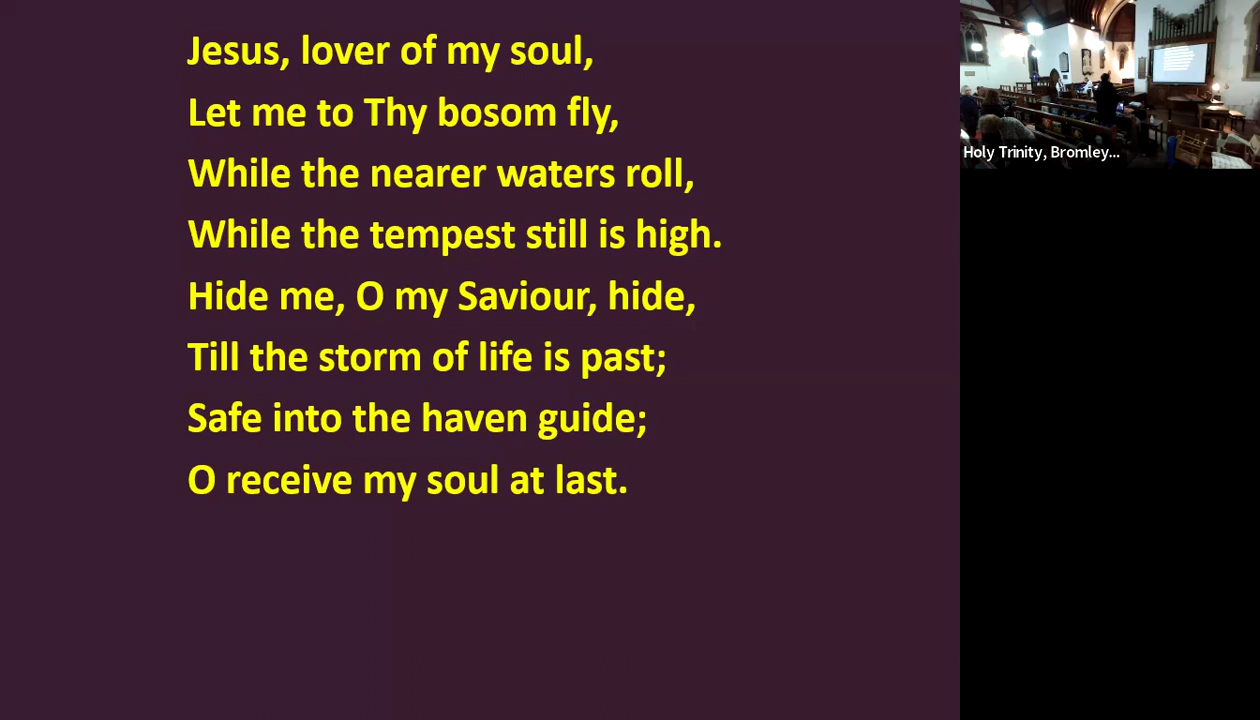 Jesus, lover of my soul,
Let me to Thy bosom fly,
While the nearer waters roll,
While the tempest still is high.
Hide me, O my Saviour, hide,
Till the storm of life is past;
Safe into the haven guide;
O receive my soul at last.
Holy Trinity, Bromley...